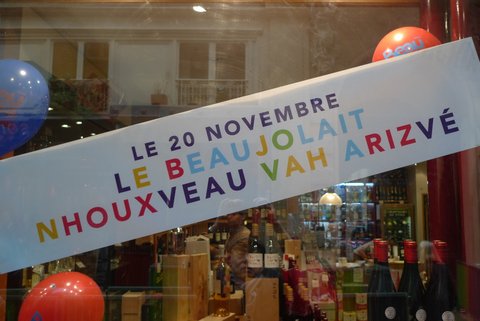 LE 20 NOVEMBRE
LE BEAUJOLAIT
NHOUXVEAU VAH ARIZVÉ